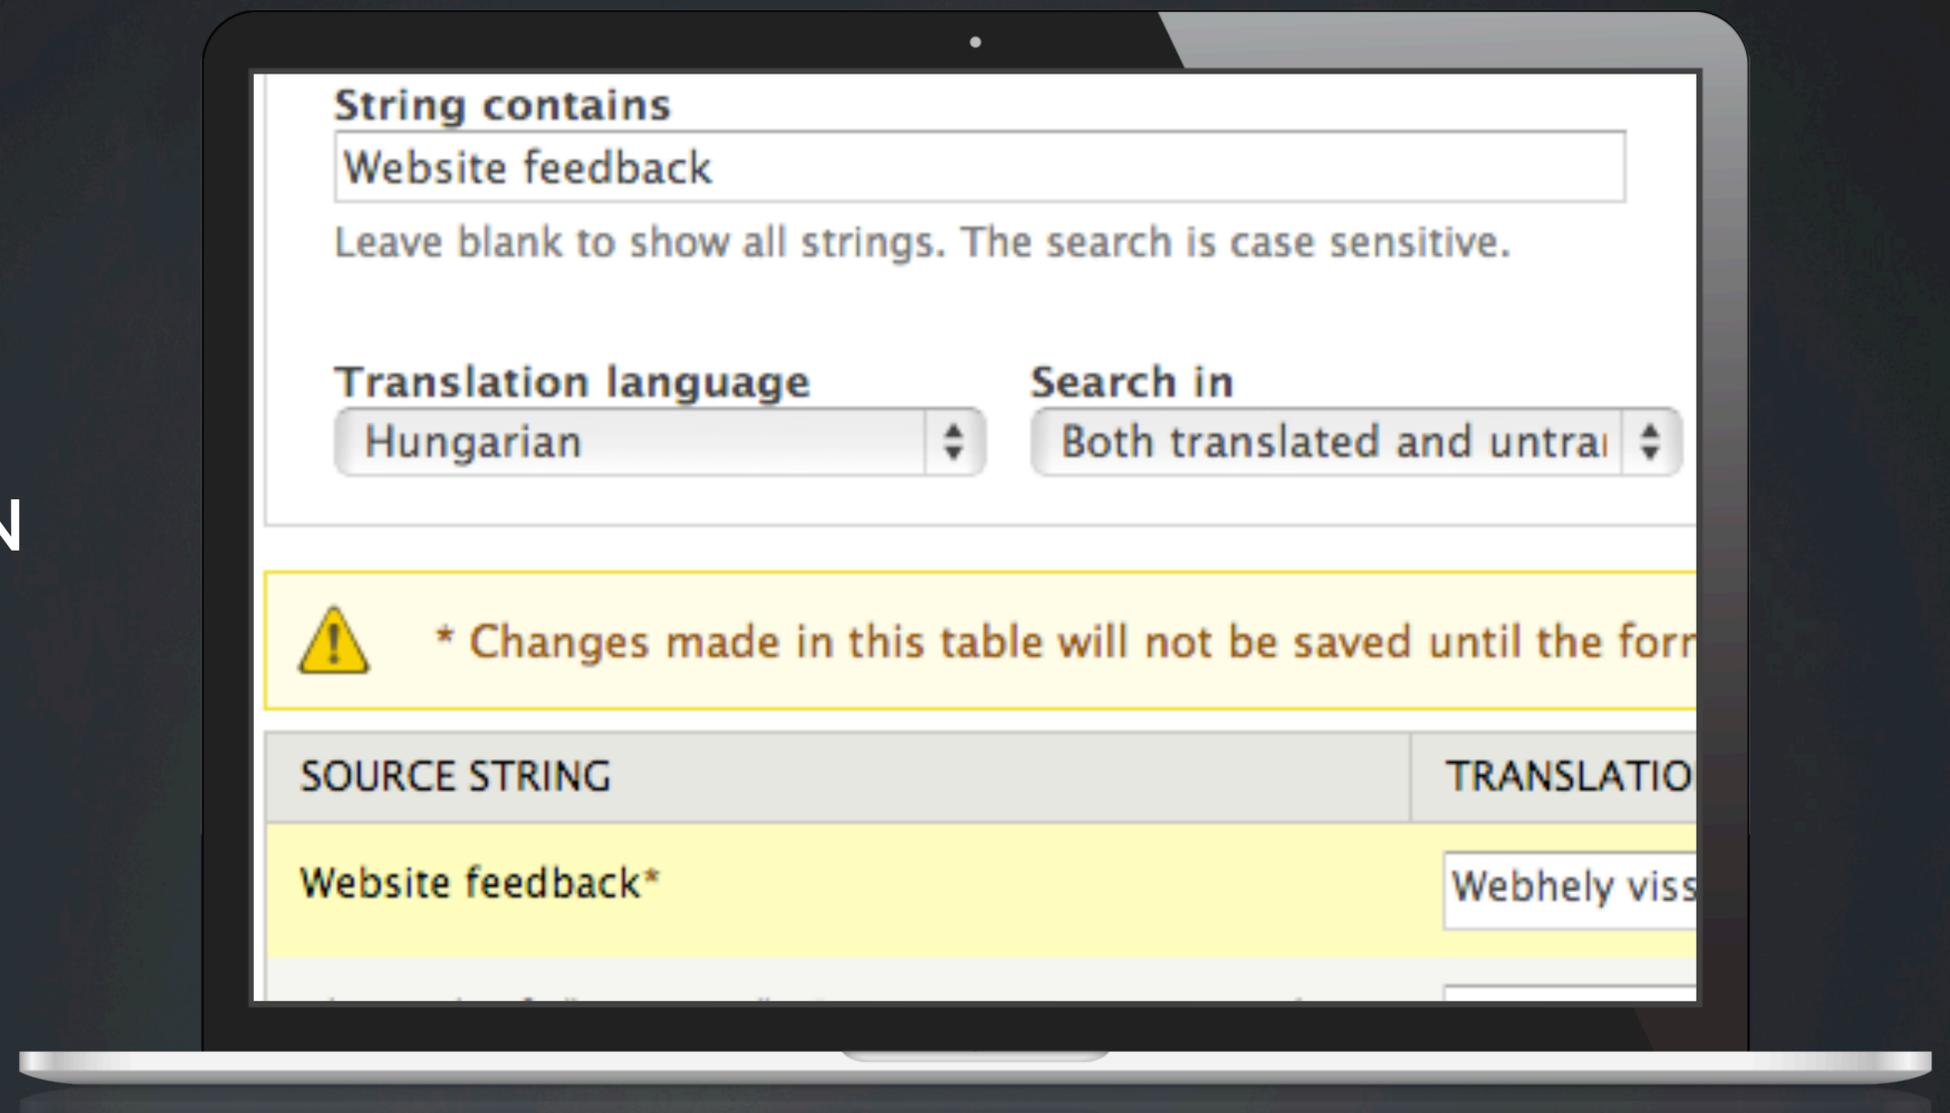 String contains
Website feedback
Leave blank to show all strings. The search is case sensitive.
Translation language
Search in
Hungarian
Both translated and untra
N
* Changes made in this table will not be saved until the for
SOURCE STRING
TRANSLATIO
Website feedback*
Webhely viss